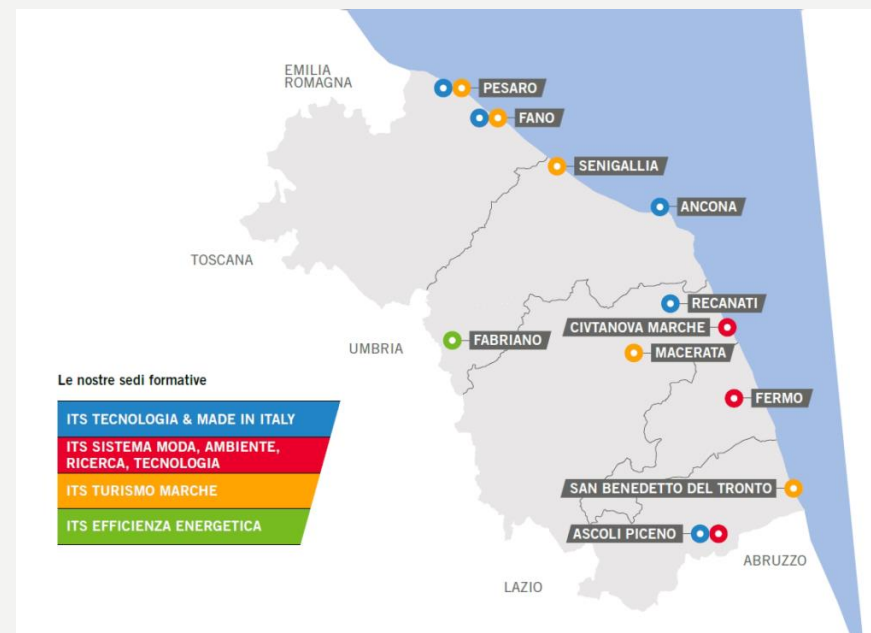 EMILIA
ROMAGNA
PESARO
FANO
SENIGALLIA
ANCONA
TOSCANA
RECANATI
CIVTANOVA MARCHE
FABRIANO
UMBRIA
MACERATA
Le nostre sedi formative
FERMO
ITS TECNOLOGIA & MADE IN ITALY
ITS SISTEMA MODA, AMBIENTE,
RICERCA, TECNOLOGIA
ITS TURISMO MARCHE
SAN BENEDETTO DEL TRONTO
ITS EFFICIENZA ENERGETICA
ASCOLI PICENO
ABRUZZO
LAZIO